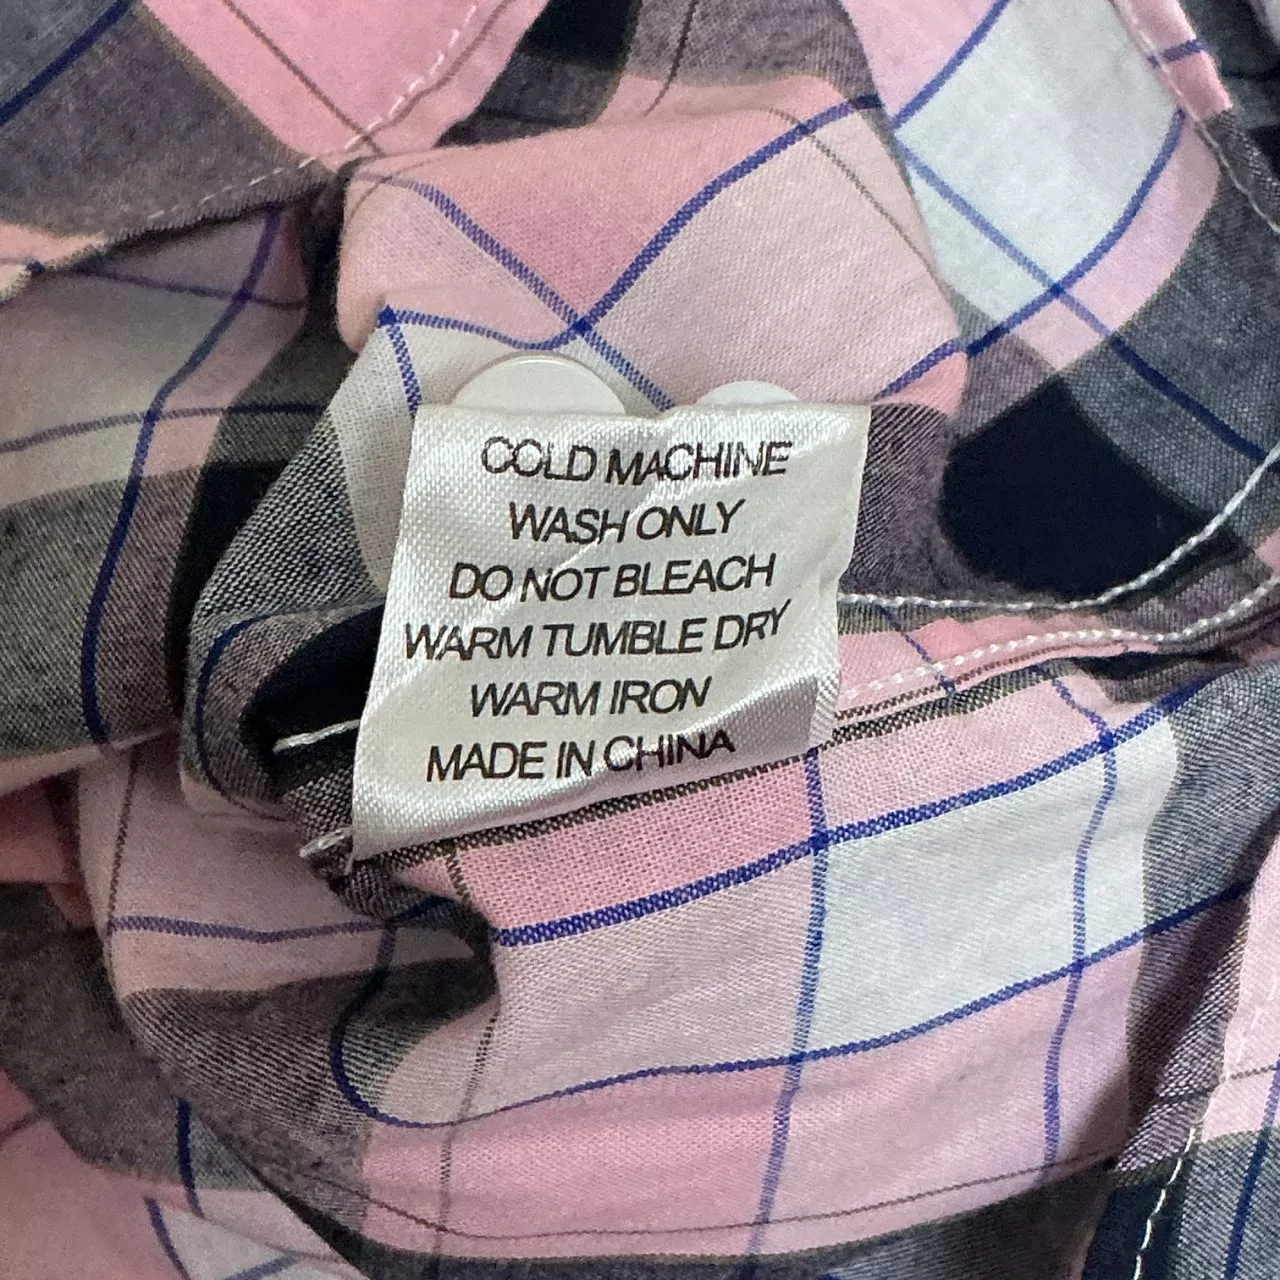 COLD MACHINE
WASH ONLY
DO NOT BLEACH
WARM TUMBLE DRY
WARM IRON
MADE IN CHINA